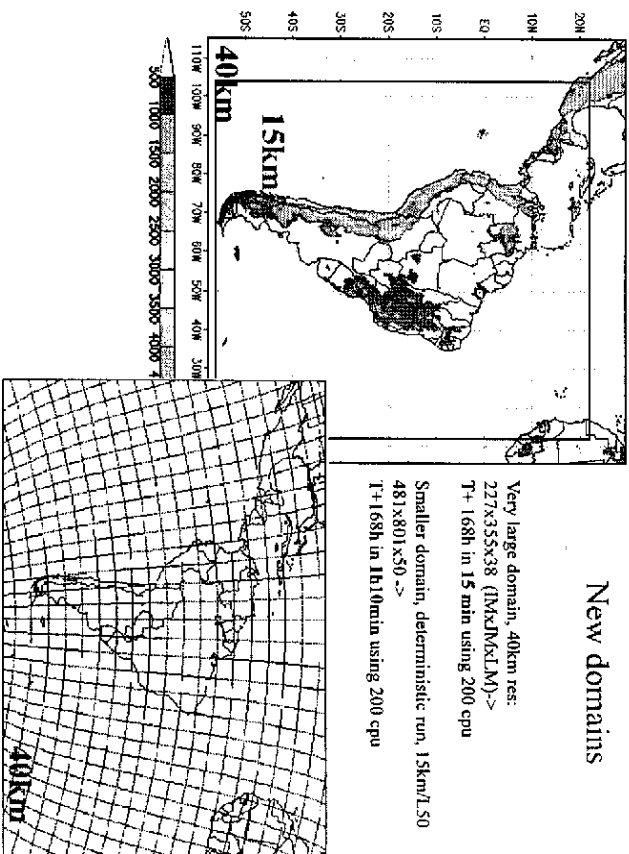 New domains
Very large domain, 40km res:
227x355x38 (IMxJMxLM)->
T+ 168h in 15 min using 200 cpu
Smaller domain, deterministic run, 15km/L50
481x801x50 ->
T+168h in 1h10min using 200 cpu
20N
10N
EQ
10S
20S
30S
40S
50S
110W 100W 90W 80W 70W 60W 50W 40W 30W
40km
15km
500 1000 1500 2000 2500 3000 3500 4000 4
40km